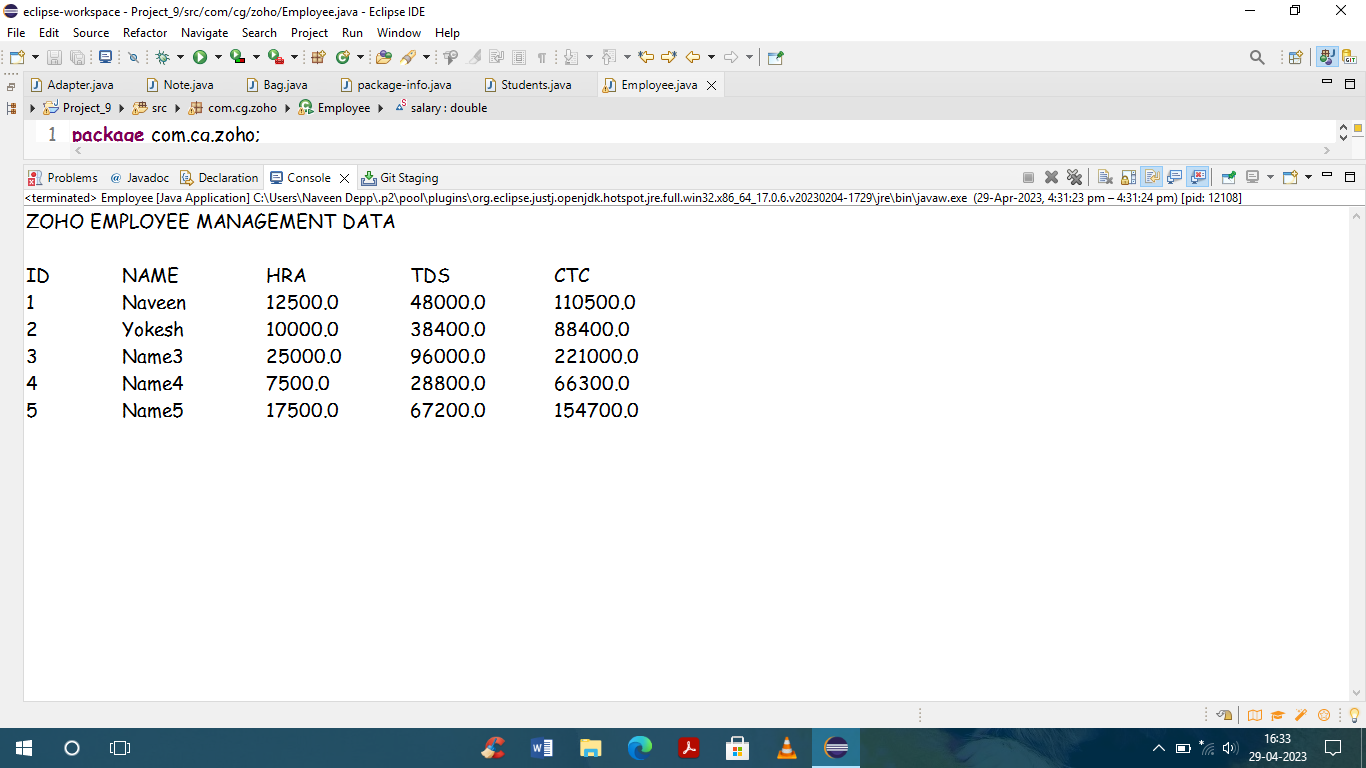 eclipse-workspace - Project_9/src/com/cg/zoho/Employee.java - Eclipse IDE
File Edit Source Refactor Navigate Search Project Run Window Help
Adapter.java Note.java Bag.java package-info.java Students.java Employee.java
Project_9 src com.cg.zoho Employee salary : double
1 package com.cg.zoho;
Problems @ Javadoc Declaration Console Git Staging
<terminated> Employee [Java Application] C:\Users\Naveen Depp\.p2\pool\plugins\org.eclipse.justj.openjdk.hotspot.jre.full.win32.x86_64_17.0.6.v20230204-1729\jre\bin\javaw.exe (29-Apr-2023, 4:31:23 pm – 4:31:24 pm) [pid: 12108]
ZOHO EMPLOYEE MANAGEMENT DATA
ID NAME HRA TDS CTC
1 Naveen 12500.0 48000.0 110500.0
2 Yokesh 10000.0 38400.0 88400.0
3 Name3 25000.0 96000.0 221000.0
4 Name4 7500.0 28800.0 66300.0
5 Name5 17500.0 67200.0 154700.0
16:33
29-04-2023